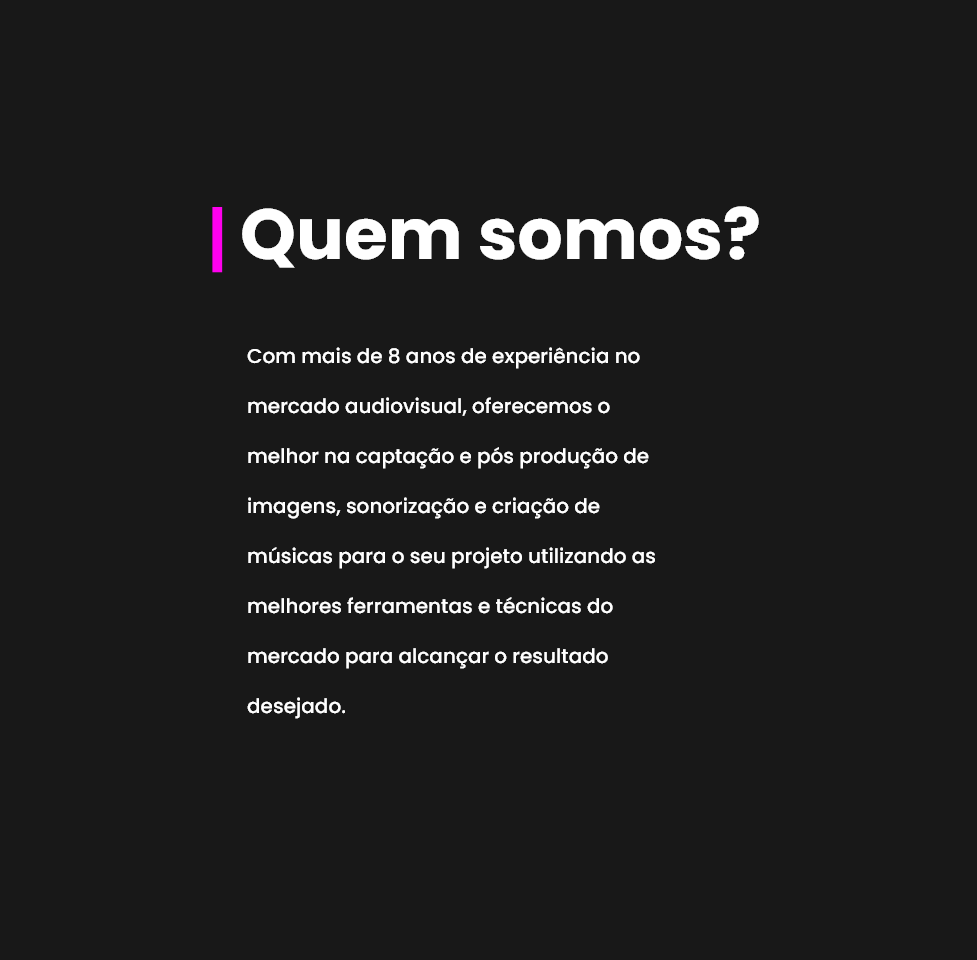 Quem somos?
Com mais de 8 anos de experiência no
mercado audiovisual, oferecemos o
melhor na captação e pós produção de
imagens, sonorização e criação de
músicas para o seu projeto utilizando as
melhores ferramentas e técnicas do
mercado para alcançar o resultado
desejado.